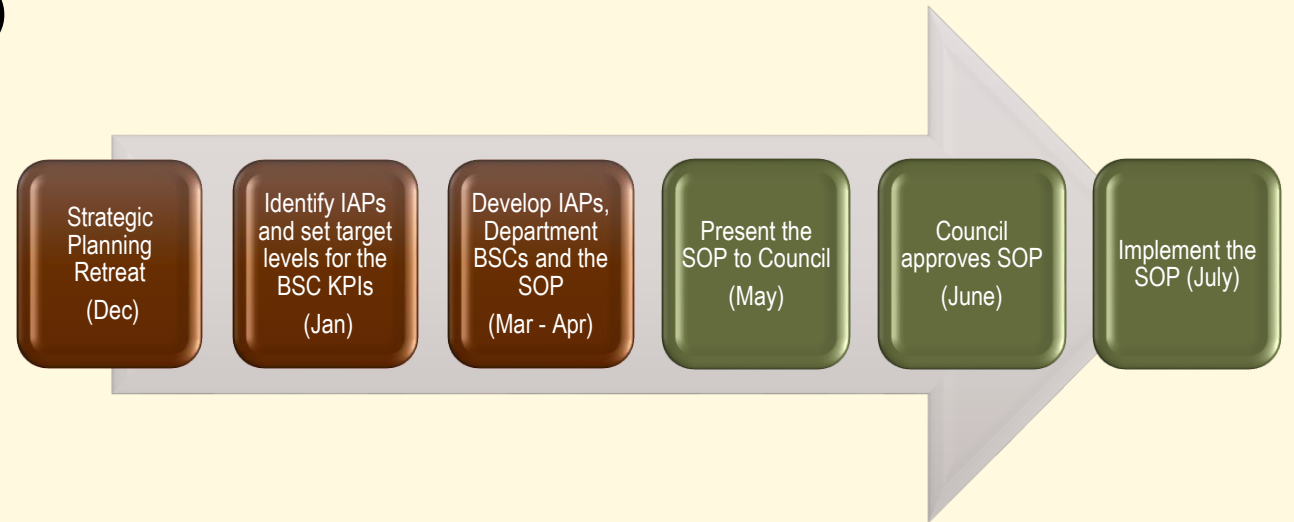 Strategic
Planning
Retreat
(Dec)
Identify IAPs
and set target
levels for the
BSC KPIs
(Jan)
Develop IAPs,
Department
BSCs and the
SOP
(Mar - Apr)
Present the
SOP to Council
(May)
Council
approves SOP
(June)
Implement the
SOP (July)